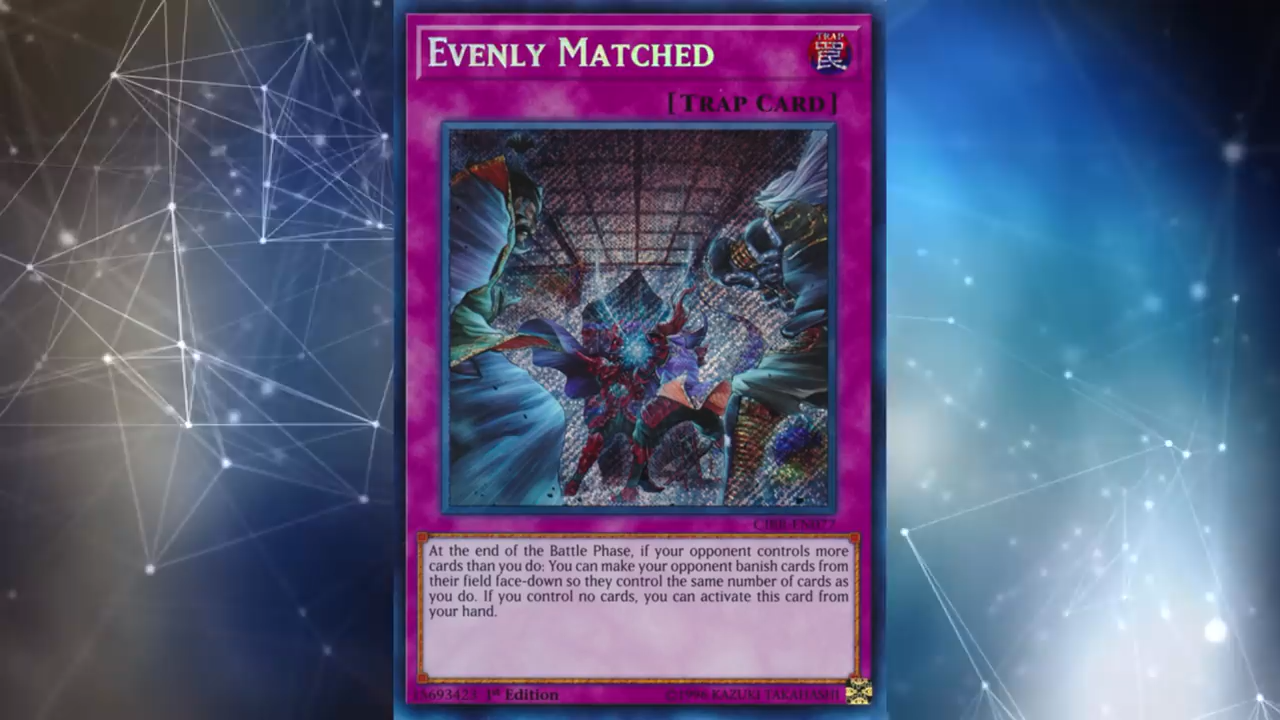 Evenly Matched
TRAP
罠
[ Trap Card ]
CIBR-EN077
At the end of the Battle Phase, if your opponent controls more
cards than you do: You can make your opponent banish cards from
their field face-down so they control the same number of cards as
you do. If you control no cards, you can activate this card from
your hand.
15693423 1st Edition
©1996 KAZUKI TAKAHASHI